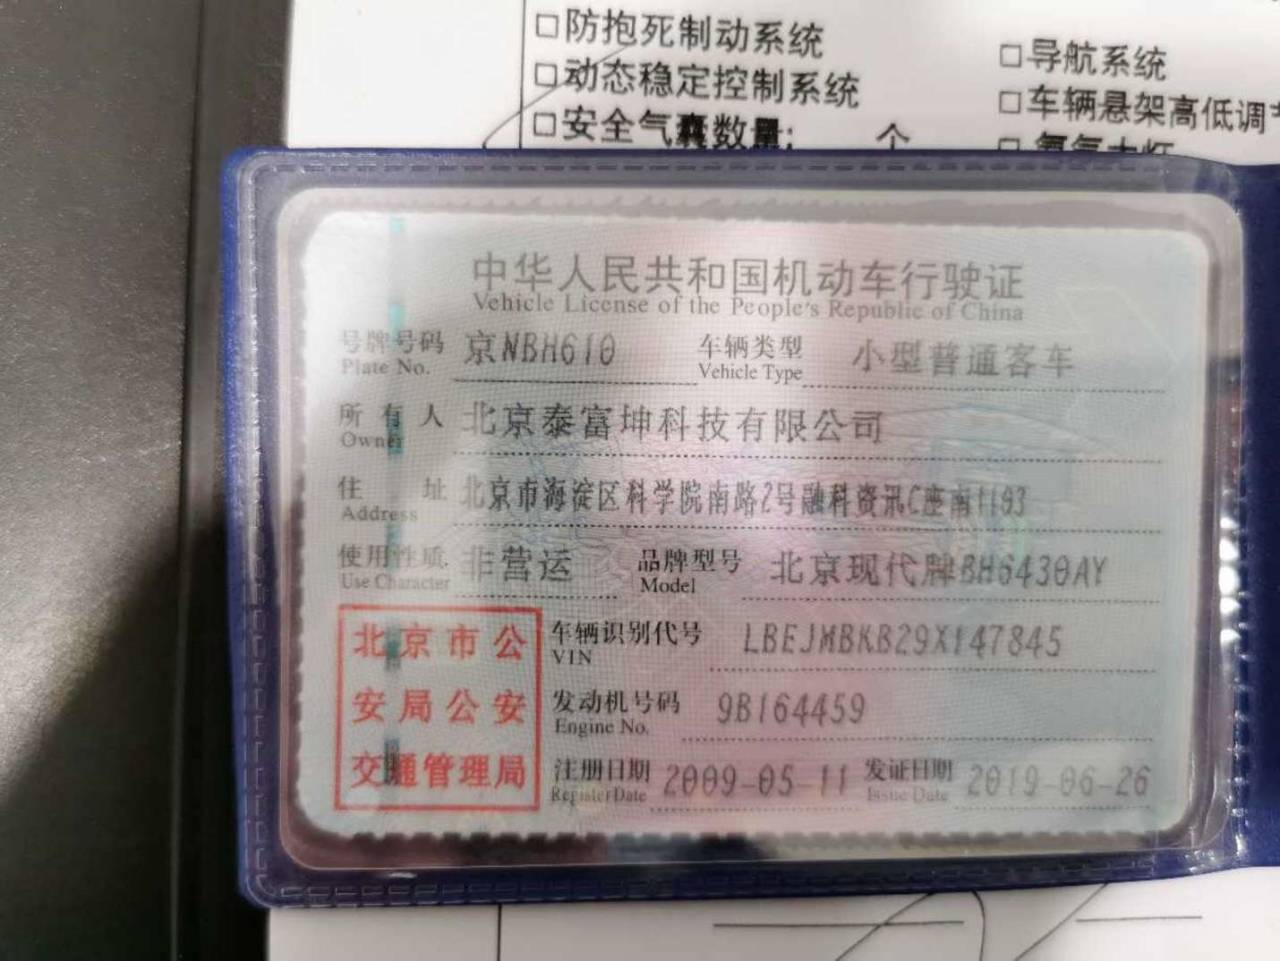 □防抱死制动系统
□导航系统
□动态稳定控制系统
□车辆悬架高低调节
□安全气囊数量: 个
中华人民共和国机动车行驶证
Vehicle License of the People's Republic of China
号牌号码 京NBH610 车辆类型 小型普通客车
Plate No. Vehicle Type
所有人 北京泰富坤科技有限公司
Owner
住址 北京市海淀区科学院南路2号融科资讯C座南1103
Address
使用性质 非营运 品牌型号 北京现代牌BH6430AY
Use Character Model
北京市公
安局公安
交通管理局
车辆识别代号 LBEJMBKB29X147845
VIN
发动机号码 9B164459
Engine No.
注册日期 2009-05-11 发证日期 2019-06-26
Register Date Issue Date